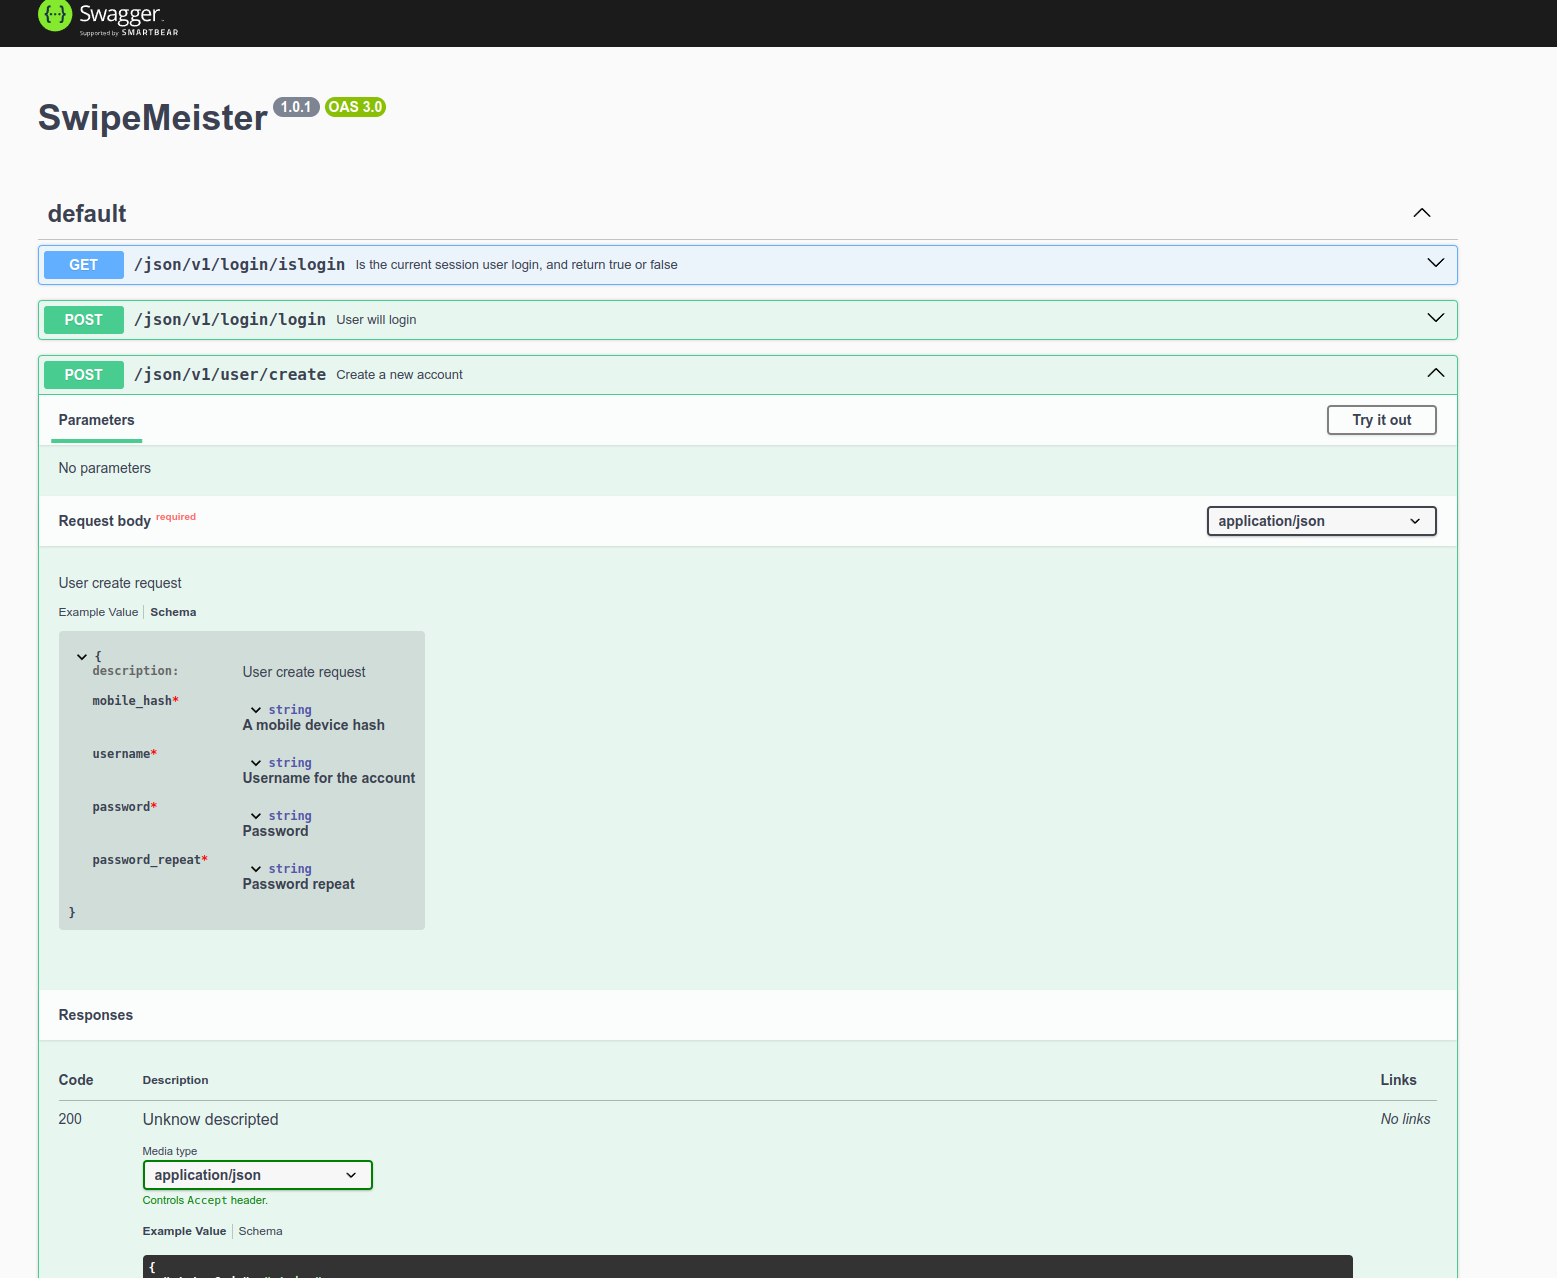 {···} Swagger.
Supported by SMARTBEAR
SwipeMeister 1.0.1 OAS 3.0
default
GET /json/v1/login/islogin Is the current session user login, and return true or false
POST /json/v1/login/login User will login
POST /json/v1/user/create Create a new account
Parameters Try it out
No parameters
Request body required application/json
User create request
Example Value Schema
{
description: User create request
mobile_hash* string
A mobile device hash
username* string
Username for the account
password* string
Password
password_repeat* string
Password repeat
}
Responses
Code Description Links
200 Unknow descripted No links
Media type
application/json
Controls Accept header.
Example Value Schema
{